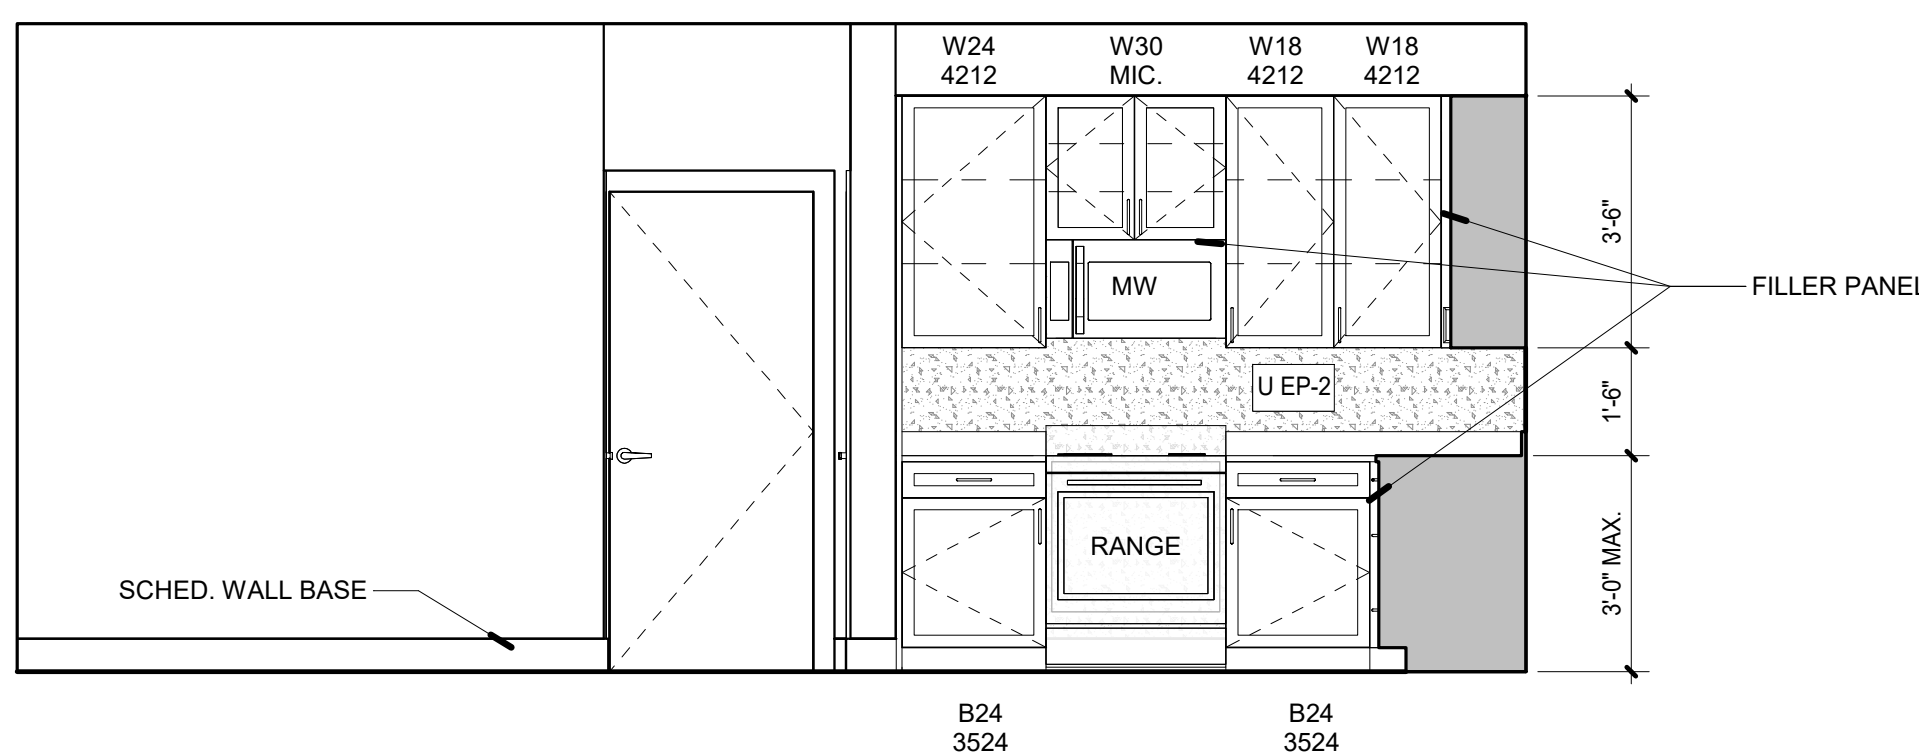 W24
4212
W30
MIC.
W18
4212
W18
4212
3'-6"
MW
FILLER PANEL
U EP-2
1'-6"
RANGE
3'-0" MAX.
SCHED. WALL BASE
B24
3524
B24
3524